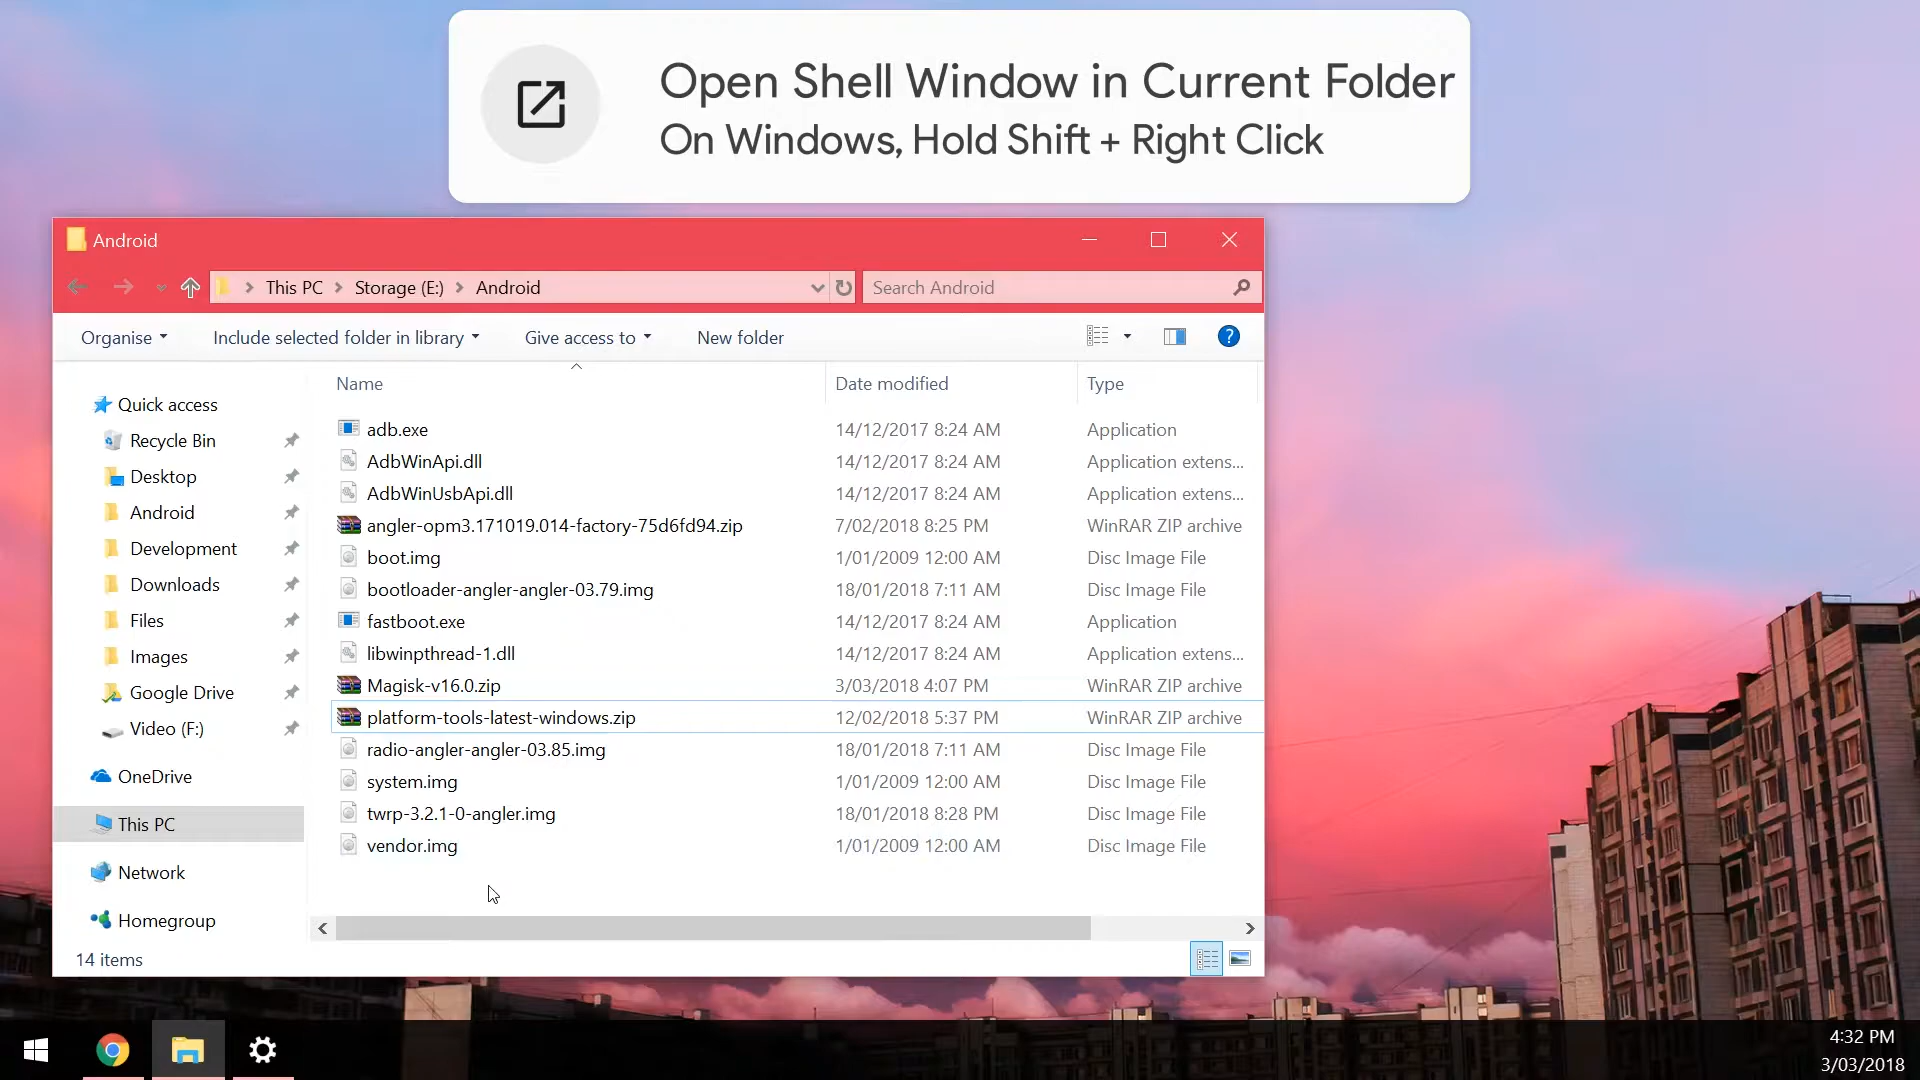 Open Shell Window in Current Folder
On Windows, Hold Shift + Right Click
Android
This PC > Storage (E:) > Android
Search Android
Organise
Include selected folder in library
Give access to
New folder
?
Name Date modified Type
Quick access
Recycle Bin
Desktop
Android
Development
Downloads
Files
Images
Google Drive
Video (F:)
OneDrive
This PC
Network
Homegroup
adb.exe 14/12/2017 8:24 AM Application
AdbWinApi.dll 14/12/2017 8:24 AM Application extens...
AdbWinUsbApi.dll 14/12/2017 8:24 AM Application extens...
angler-opm3.171019.014-factory-75d6fd94.zip 7/02/2018 8:25 PM WinRAR ZIP archive
boot.img 1/01/2009 12:00 AM Disc Image File
bootloader-angler-angler-03.79.img 18/01/2018 7:11 AM Disc Image File
fastboot.exe 14/12/2017 8:24 AM Application
libwinpthread-1.dll 14/12/2017 8:24 AM Application extens...
Magisk-v16.0.zip 3/03/2018 4:07 PM WinRAR ZIP archive
platform-tools-latest-windows.zip 12/02/2018 5:37 PM WinRAR ZIP archive
radio-angler-angler-03.85.img 18/01/2018 7:11 AM Disc Image File
system.img 1/01/2009 12:00 AM Disc Image File
twrp-3.2.1-0-angler.img 18/01/2018 8:28 PM Disc Image File
vendor.img 1/01/2009 12:00 AM Disc Image File
14 items
4:32 PM
3/03/2018